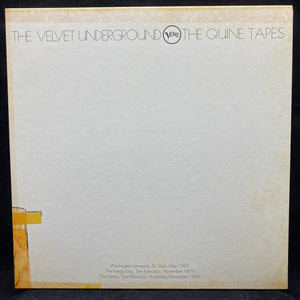 THE VELVET UNDERGROUND Verve THE QUINE TAPES
Washington University, St. Louis, May 1969
The Family Dog, San Francisco, November 1969
The Matrix, San Francisco, November, December 1969